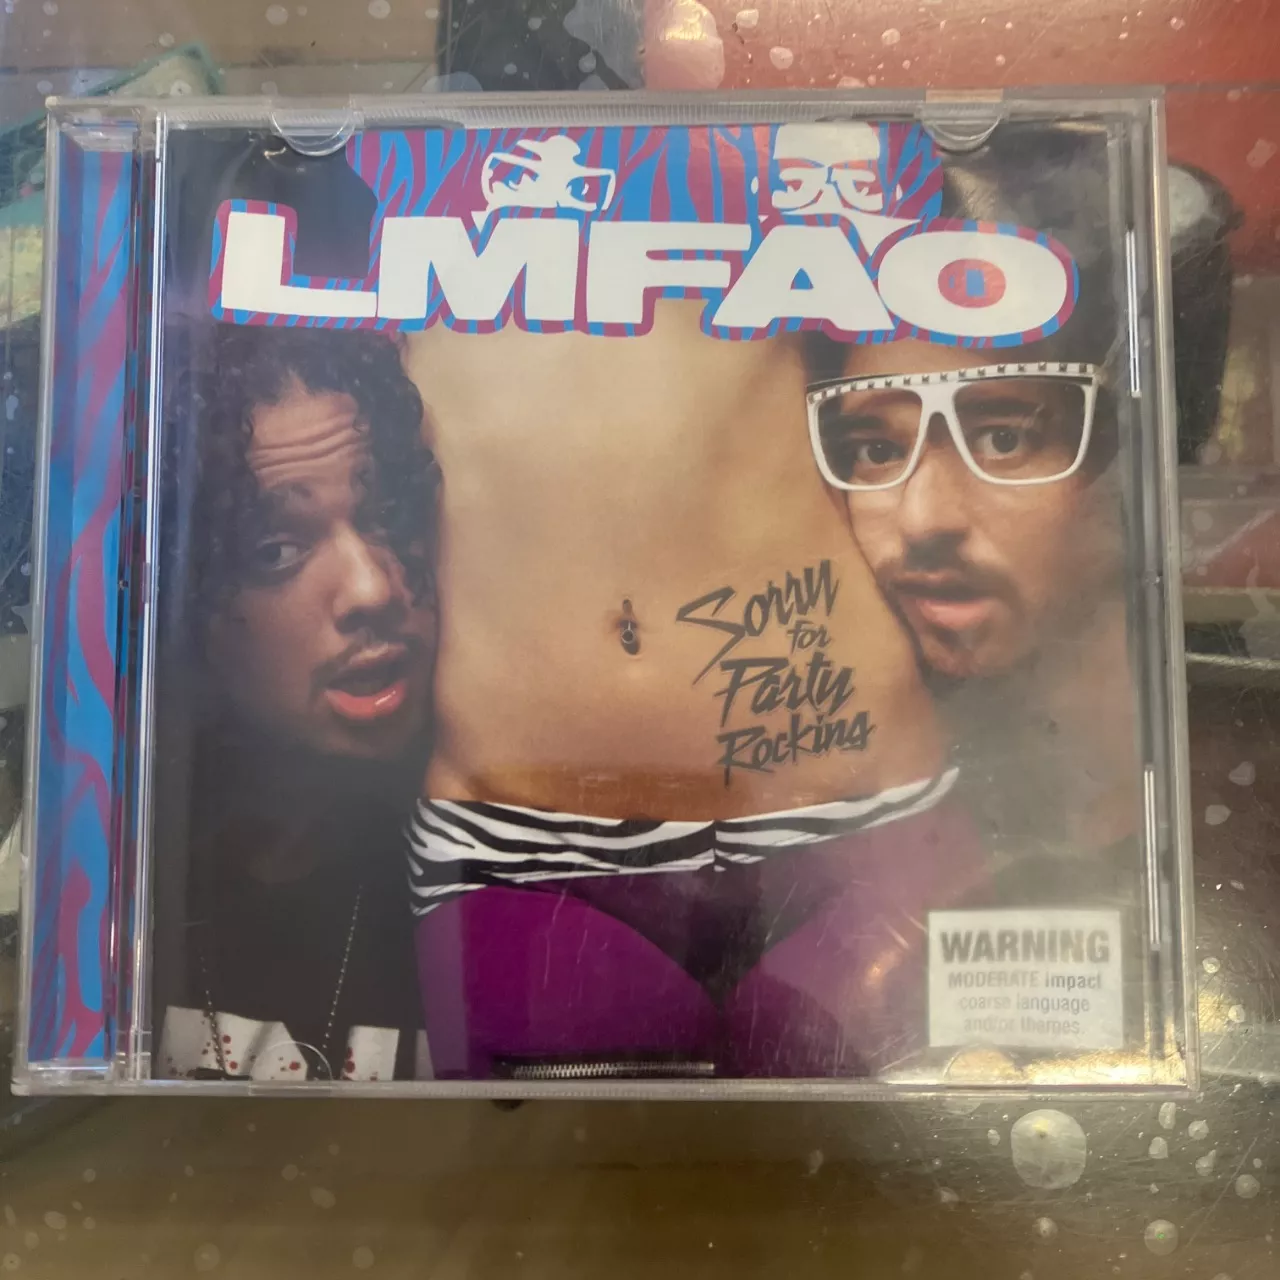 LMFAO
Sorry
for
Party
Rocking
WARNING
MODERATE impact
coarse language
and/or themes.